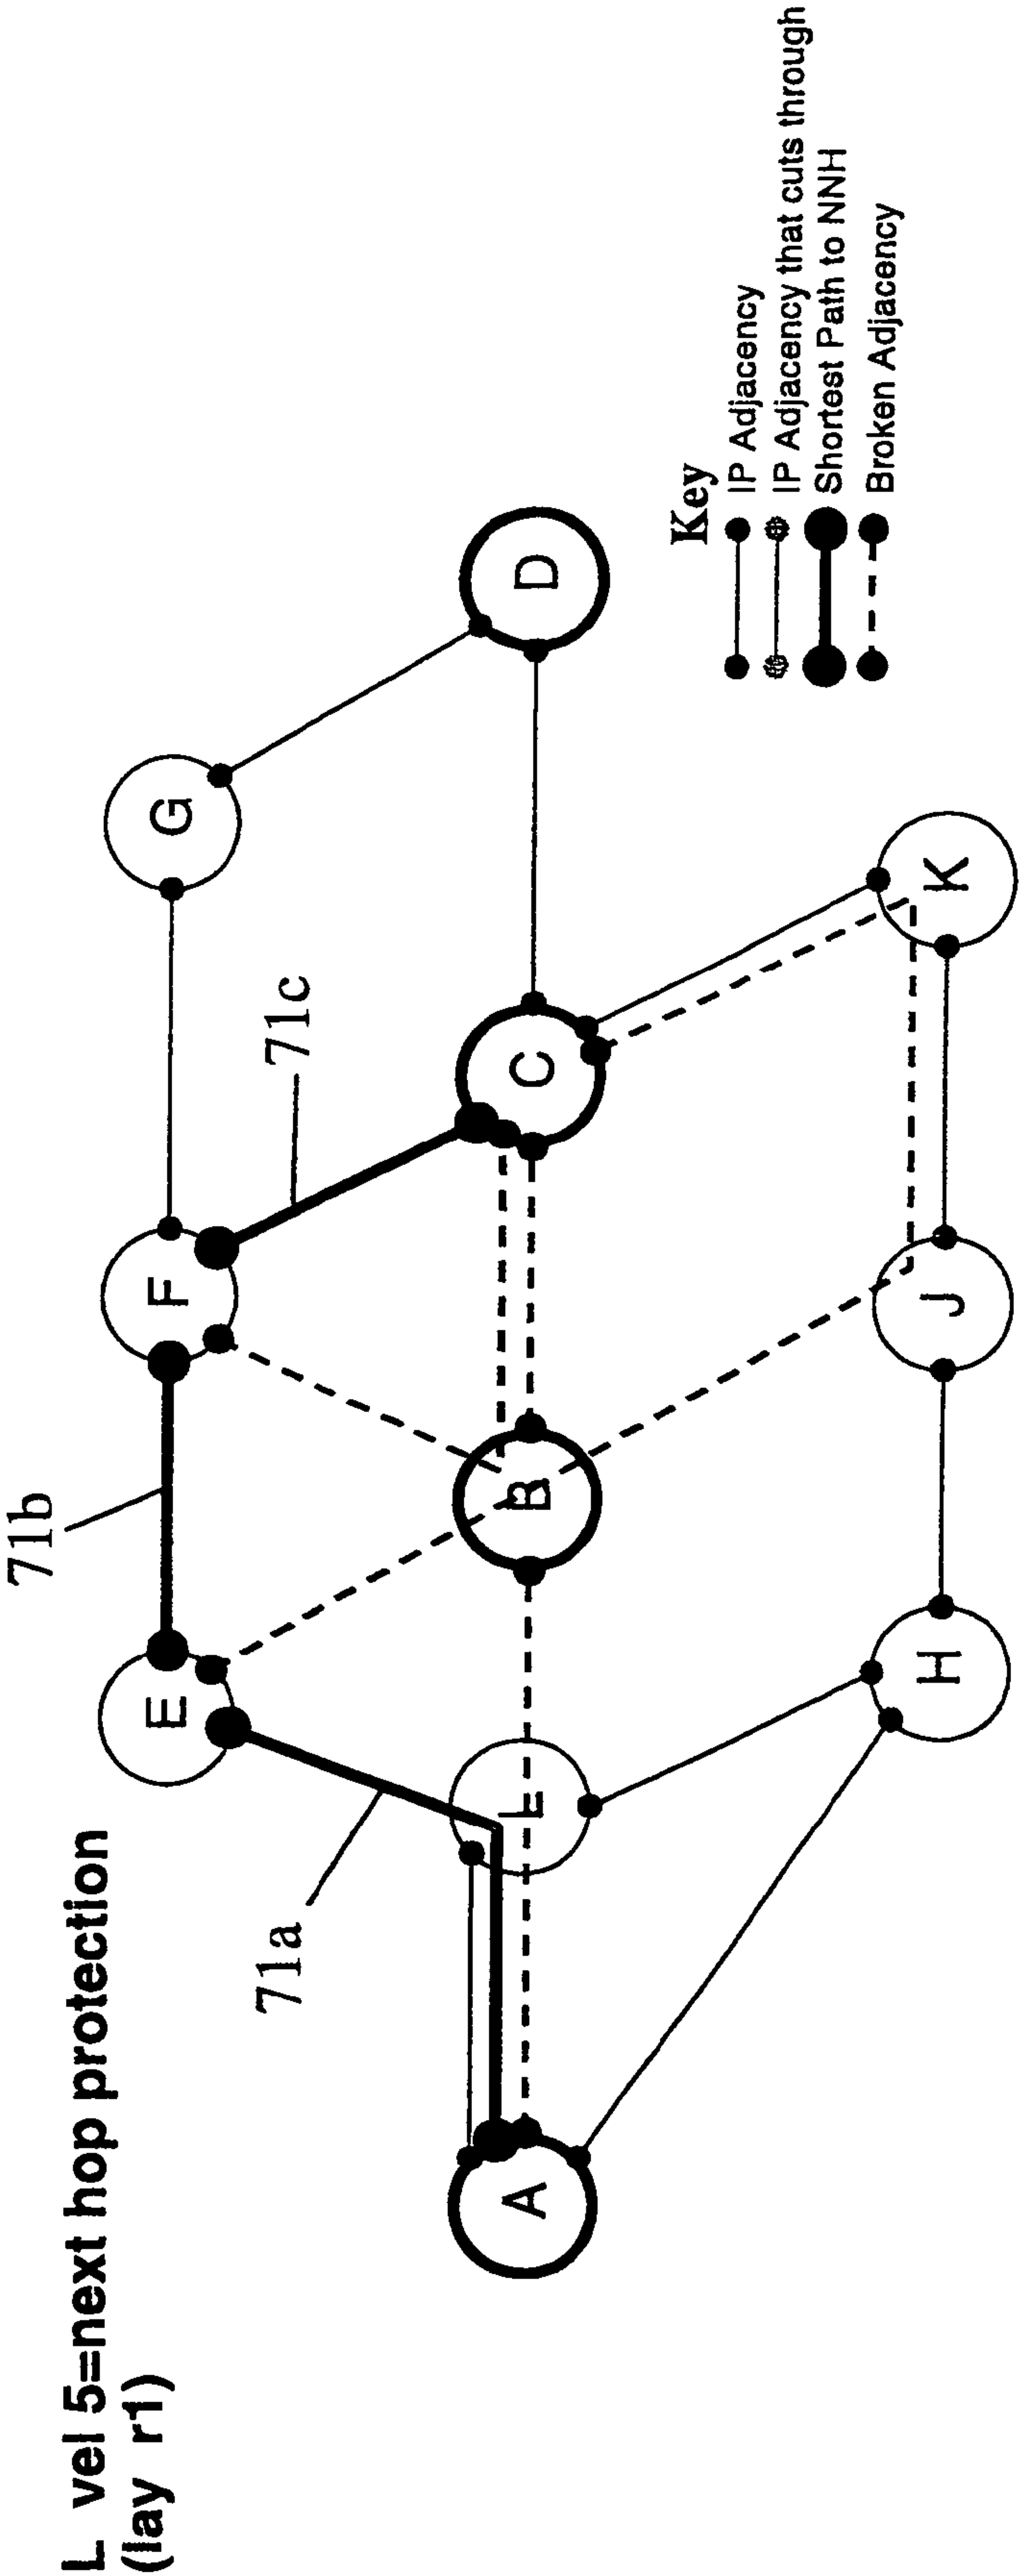 L vel 5=next hop protection
(lay r1)
71a
71b
71c
A
L
E
B
F
C
G
D
H
J
K
Key
IP Adjacency
IP Adjacency that cuts through
Shortest Path to NNH
Broken Adjacency